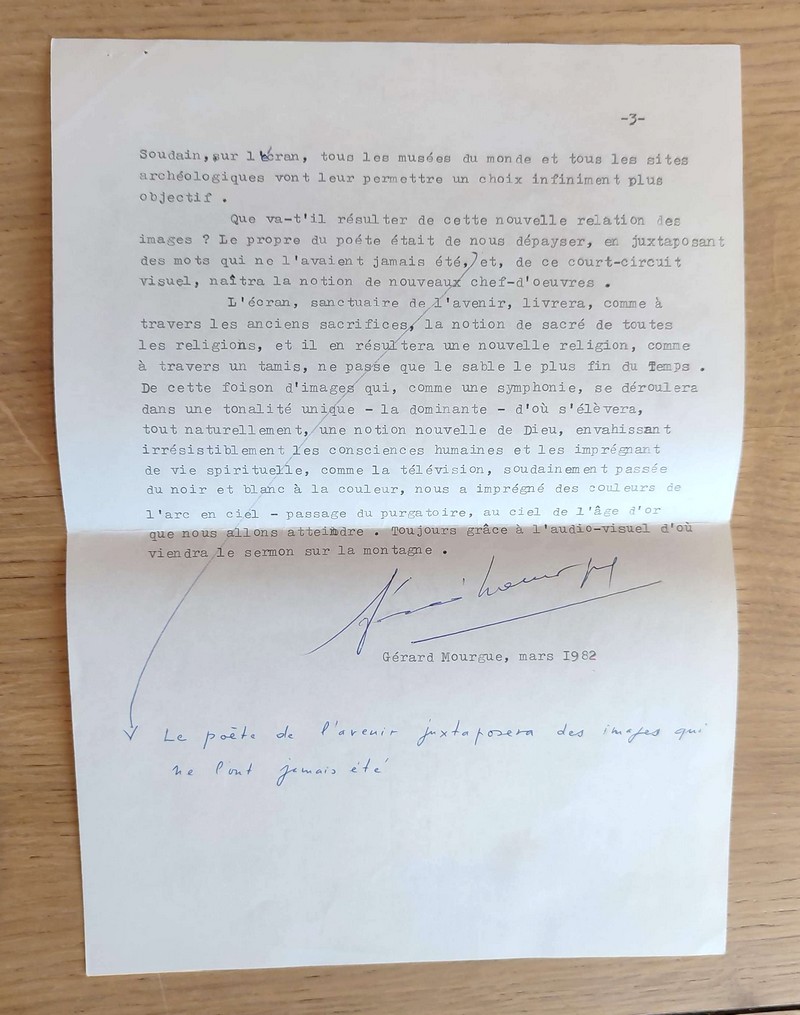 -3-
Soudain,sur l'écran, tous les musées du monde et tous les sites
archéologiques vont leur permettre un choix infiniment plus
objectif .
Que va-t'il résulter de cette nouvelle relation des
images ? Le propre du poéte était de nous dépayser, en juxtaposant
des mots qui ne l'avaient jamais été, et, de ce court-circuit
visuel, naîtra la notion de nouveaux chef-d'oeuvres .
L'écran, sanctuaire de l'avenir, livrera, comme à
travers les anciens sacrifices, la notion de sacré de toutes
les religions, et il en résultera une nouvelle religion, comme
à travers un tamis, ne passe que le sable le plus fin du Temps .
De cette foison d'images qui, comme une symphonie, se déroulera
dans une tonalité unique - la dominante - d'où s'élèvera,
tout naturellement, une notion nouvelle de Dieu, envahissant
irrésistiblement les consciences humaines et les imprégnant
de vie spirituelle, comme la télévision, soudainement passée
du noir et blanc à la couleur, nous a imprégné des couleurs de
l'arc en ciel - passage du purgatoire, au ciel de l'âge d'or
que nous allons atteindre . Toujours grâce à l'audio-visuel d'où
viendra le sermon sur la montagne .
Gérard Mourgue
Gérard Mourgue, mars I982
Le poète de l'avenir juxtaposera des images qui
ne l'ont jamais été